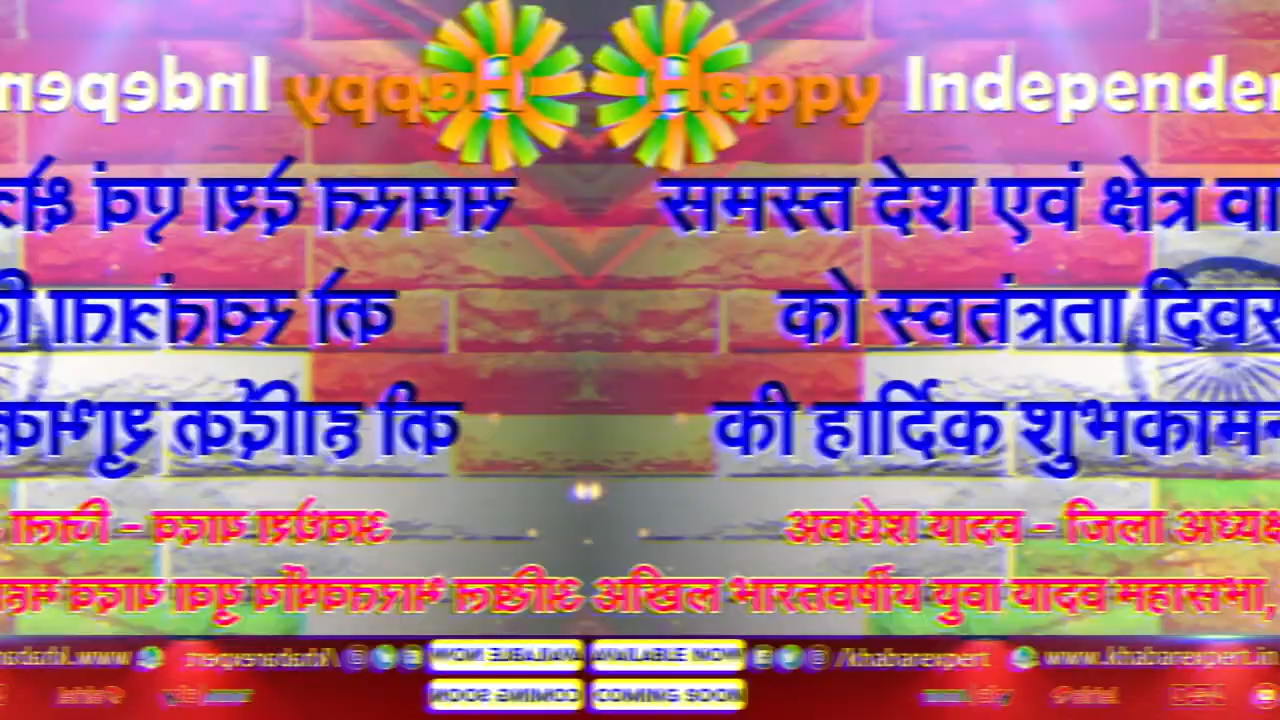 Happy Independen
समस्त देश एवं क्षेत्र वा
को स्वतंत्रता दिवस
की हार्दिक शुभकामन
अवधेश यादव – जिला अध्यक्ष
अखिल भारतवर्षीय युवा यादव महासभा,
AVAILABLE NOW /khabarexpert www.khabarexpert.in
COMING SOON